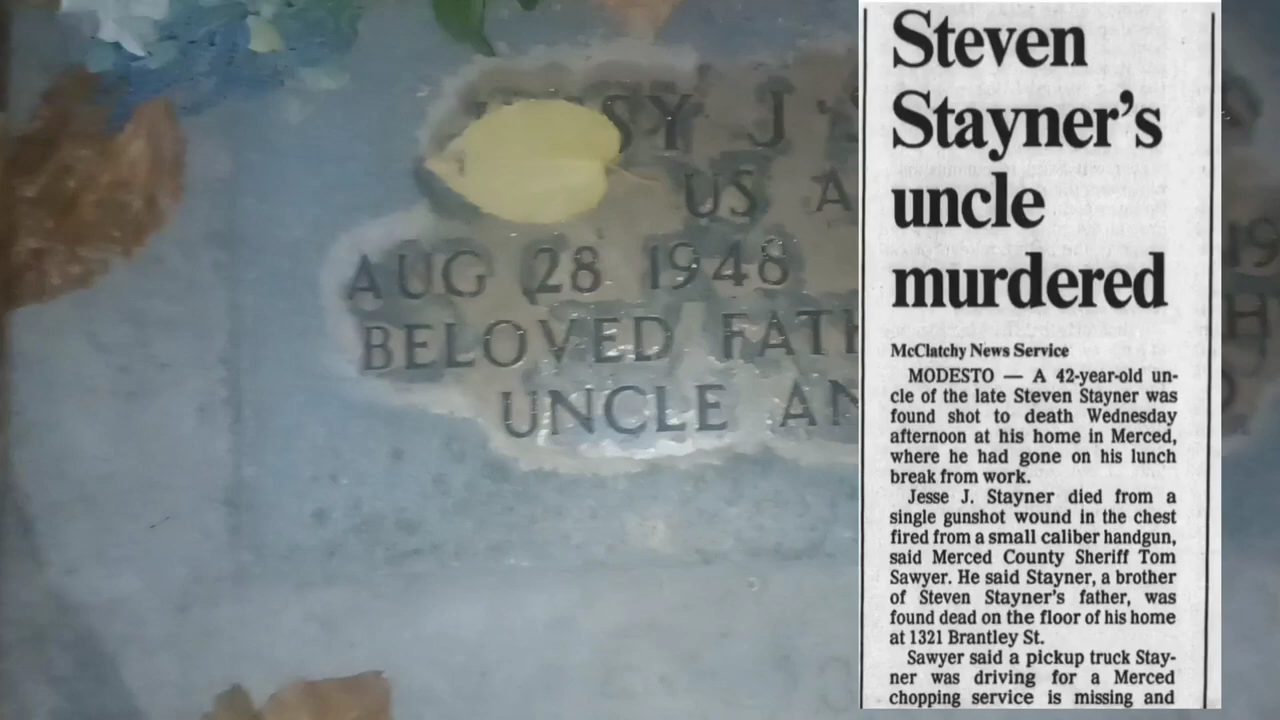 SY J
US A
AUG 28 1948
BELOVED FATH
UNCLE AN
Steven
Stayner's
uncle
murdered
McClatchy News Service
MODESTO — A 42-year-old un-
cle of the late Steven Stayner was
found shot to death Wednesday
afternoon at his home in Merced,
where he had gone on his lunch
break from work.
Jesse J. Stayner died from a
single gunshot wound in the chest
fired from a small caliber handgun,
said Merced County Sheriff Tom
Sawyer. He said Stayner, a brother
of Steven Stayner's father, was
found dead on the floor of his home
at 1321 Brantley St.
Sawyer said a pickup truck Stay-
ner was driving for a Merced
chopping service is missing and